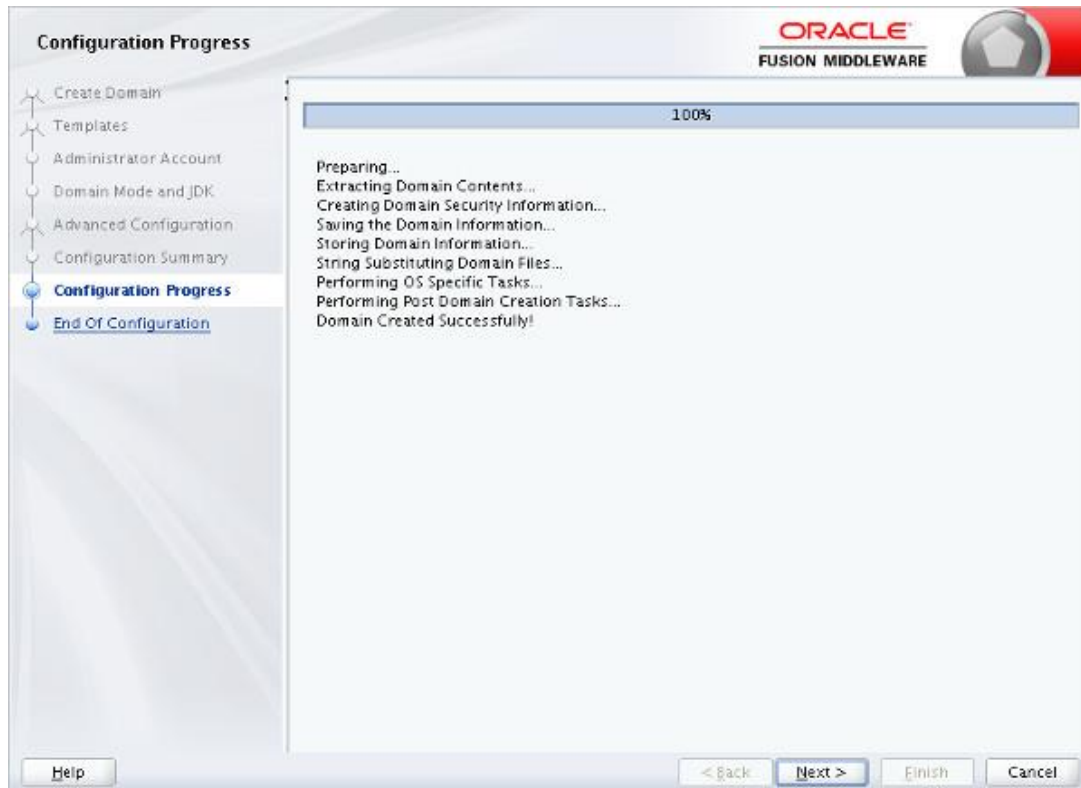 Configuration Progress
ORACLE
FUSION MIDDLEWARE
Create Domain
Templates
Administrator Account
Domain Mode and JDK
Advanced Configuration
Configuration Summary
Configuration Progress
End Of Configuration
100%
Preparing...
Extracting Domain Contents...
Creating Domain Security Information...
Saving the Domain Information...
Storing Domain Information...
String Substituting Domain Files...
Performing OS Specific Tasks...
Performing Post Domain Creation Tasks...
Domain Created Successfully!
Help
< Back
Next >
Finish
Cancel